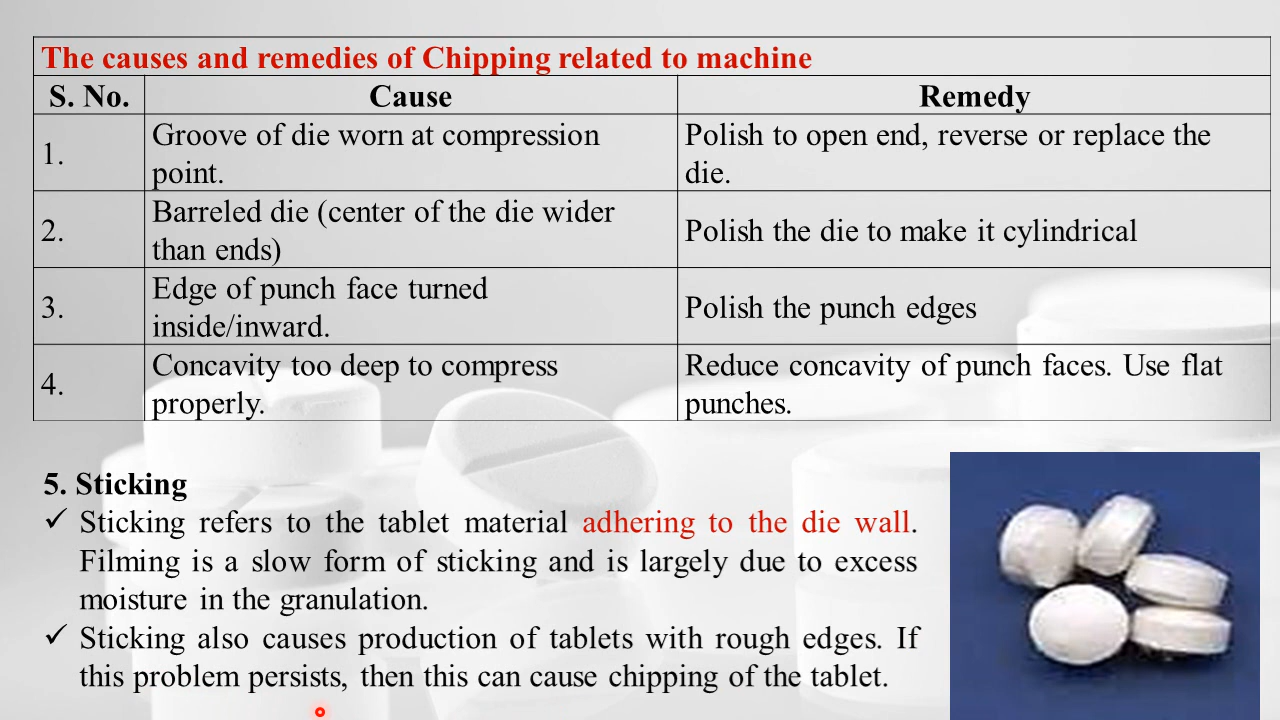 The causes and remedies of Chipping related to machine
S. No. Cause Remedy
1. Groove of die worn at compression point. Polish to open end, reverse or replace the die.
2. Barreled die (center of the die wider than ends) Polish the die to make it cylindrical
3. Edge of punch face turned inside/inward. Polish the punch edges
4. Concavity too deep to compress properly. Reduce concavity of punch faces. Use flat punches.
5. Sticking
✓ Sticking refers to the tablet material adhering to the die wall.
Filming is a slow form of sticking and is largely due to excess
moisture in the granulation.
✓ Sticking also causes production of tablets with rough edges. If
this problem persists, then this can cause chipping of the tablet.